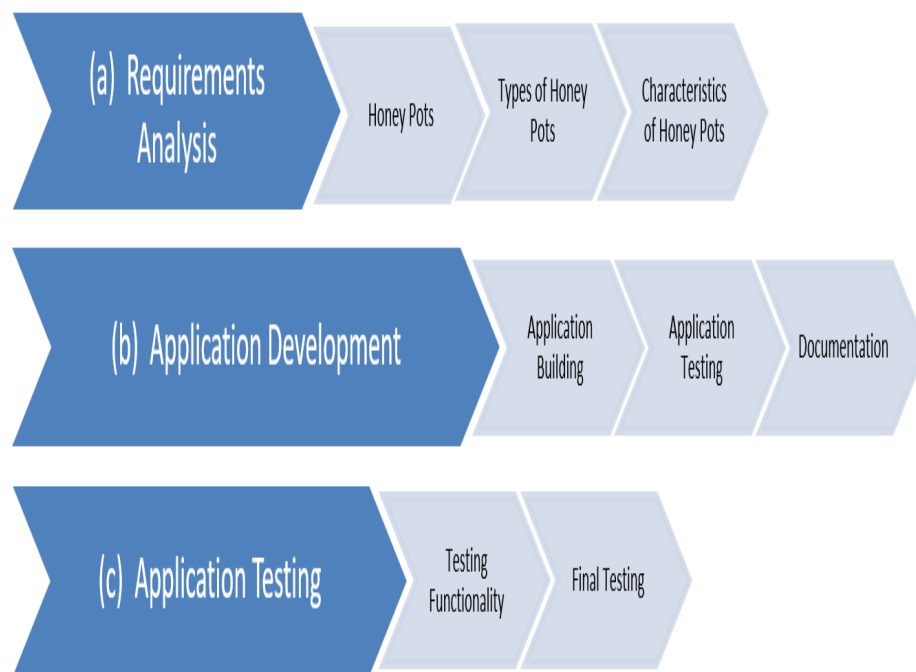 (a) Requirements
Analysis
Honey Pots
Types of Honey
Pots
Characteristics
of Honey Pots
(b) Application Development
Application
Building
Application
Testing
Documentation
(c) Application Testing
Testing
Functionality
Final Testing